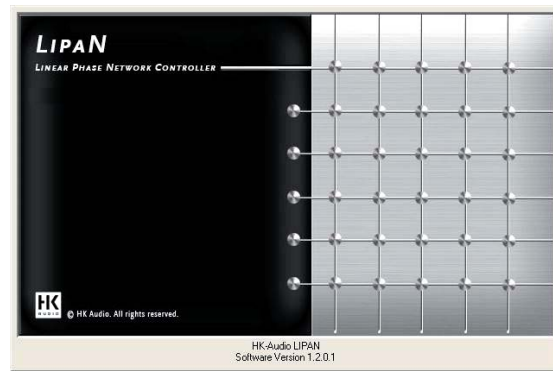 LIPAN
LINEAR PHASE NETWORK CONTROLLER
HK
AUDIO
© HK Audio. All rights reserved.
HK-Audio LIPAN
Software Version 1.2.0.1